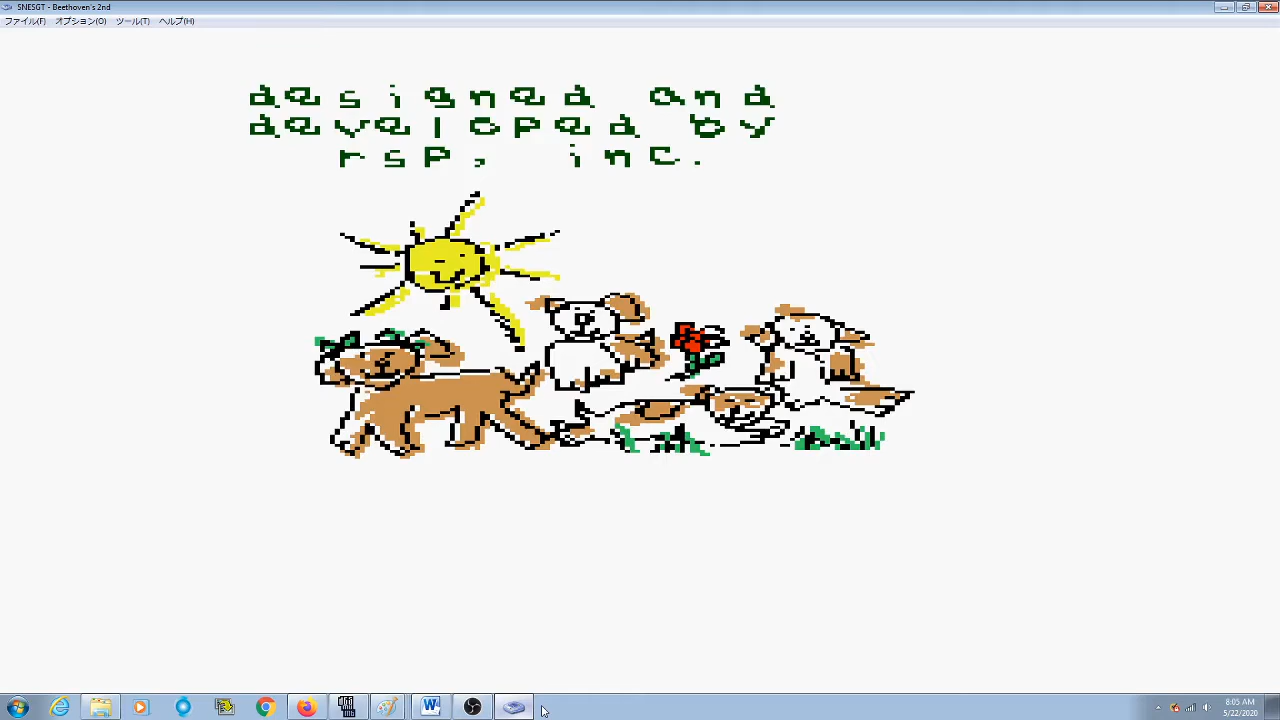 SNESGT - Beethoven's 2nd
ファイル(F) オプション(O) ツール(T) ヘルプ(H)
designed and
developed by
rsp, inc.
8:05 AM
5/22/2020